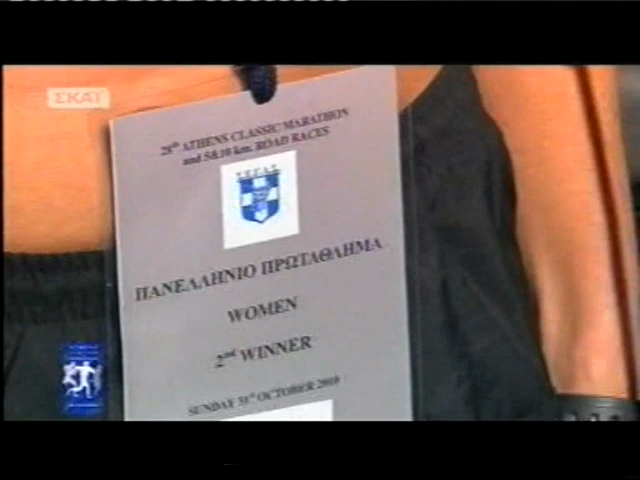 ΣΚΑΪ
28th ATHENS CLASSIC MARATHON
and 5&10 km. ROAD RACES
ΣΕΓΑΣ
ΠΑΝΕΛΛΗΝΙΟ ΠΡΩΤΑΘΛΗΜΑ
WOMEN
2nd WINNER
SUNDAY 31st OCTOBER 2010